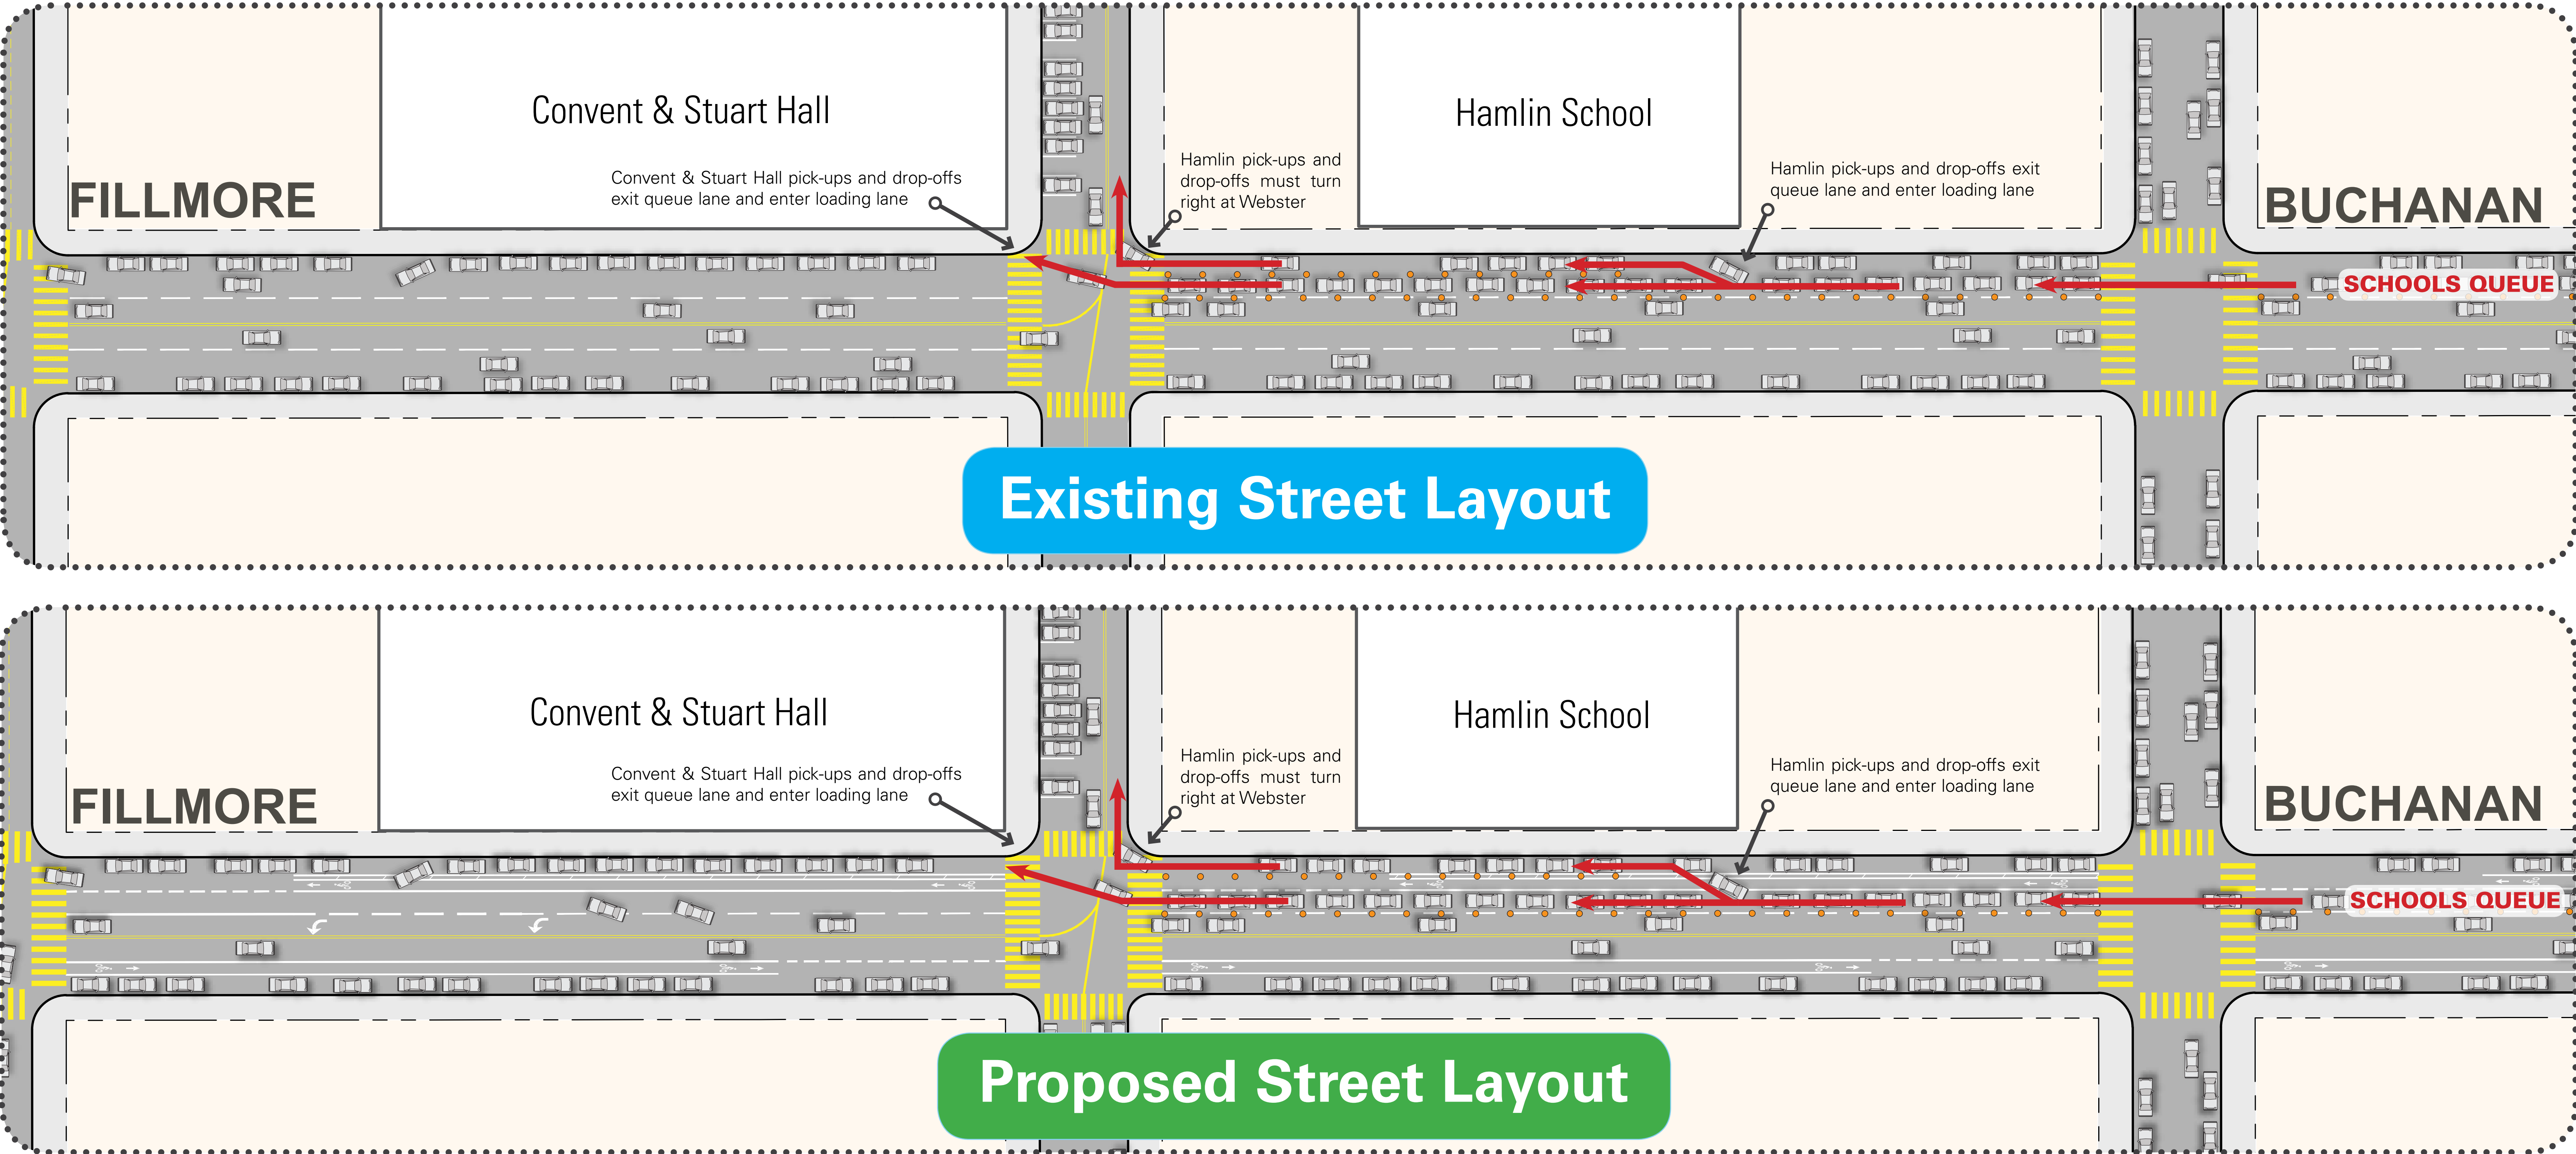 Convent & Stuart Hall
Convent & Stuart Hall pick-ups and drop-offs
exit queue lane and enter loading lane
FILLMORE
Hamlin pick-ups and
drop-offs must turn
right at Webster
Hamlin School
Hamlin pick-ups and drop-offs exit
queue lane and enter loading lane
BUCHANAN
SCHOOLS QUEUE
Existing Street Layout
Convent & Stuart Hall
Convent & Stuart Hall pick-ups and drop-offs
exit queue lane and enter loading lane
FILLMORE
Hamlin pick-ups and
drop-offs must turn
right at Webster
Hamlin School
Hamlin pick-ups and drop-offs exit
queue lane and enter loading lane
BUCHANAN
SCHOOLS QUEUE
Proposed Street Layout